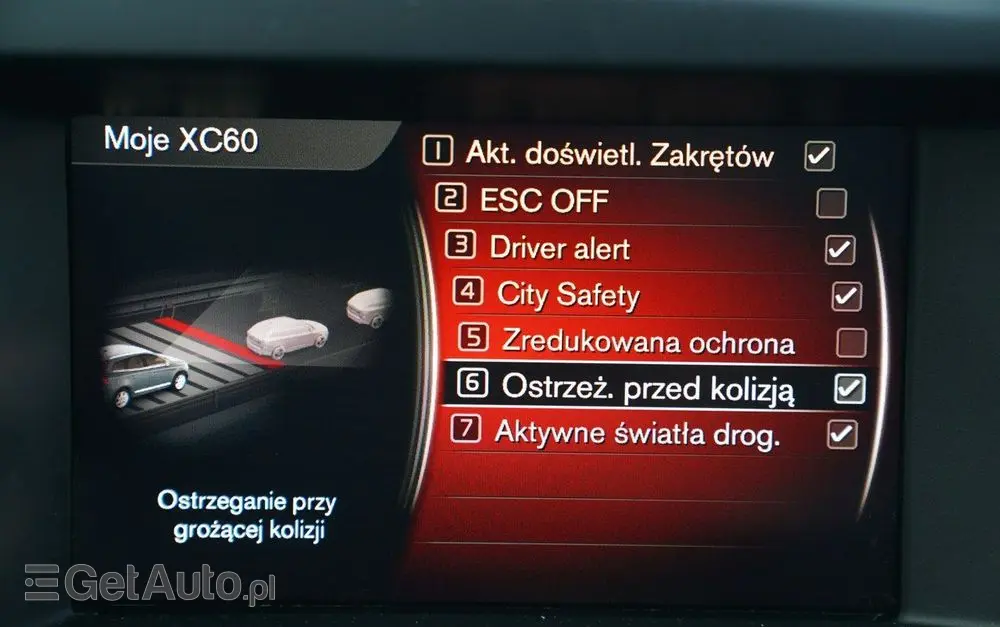 Moje XC60
1 Akt. doświetl. Zakrętów
2 ESC OFF
3 Driver alert
4 City Safety
5 Zredukowana ochrona
6 Ostrzeż. przed kolizją
7 Aktywne światła drog.
Ostrzeganie przy
grożącej kolizji
GetAuto.pl